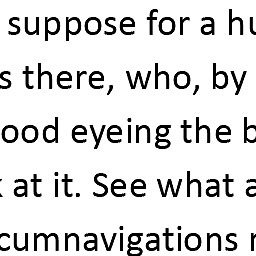 suppose for a hu
s there, who, by
ood eyeing the b
k at it. See what a
cumnavigations r